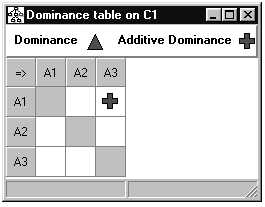 Dominance table on C1
Dominance Additive Dominance
=> A1 A2 A3
A1
A2
A3